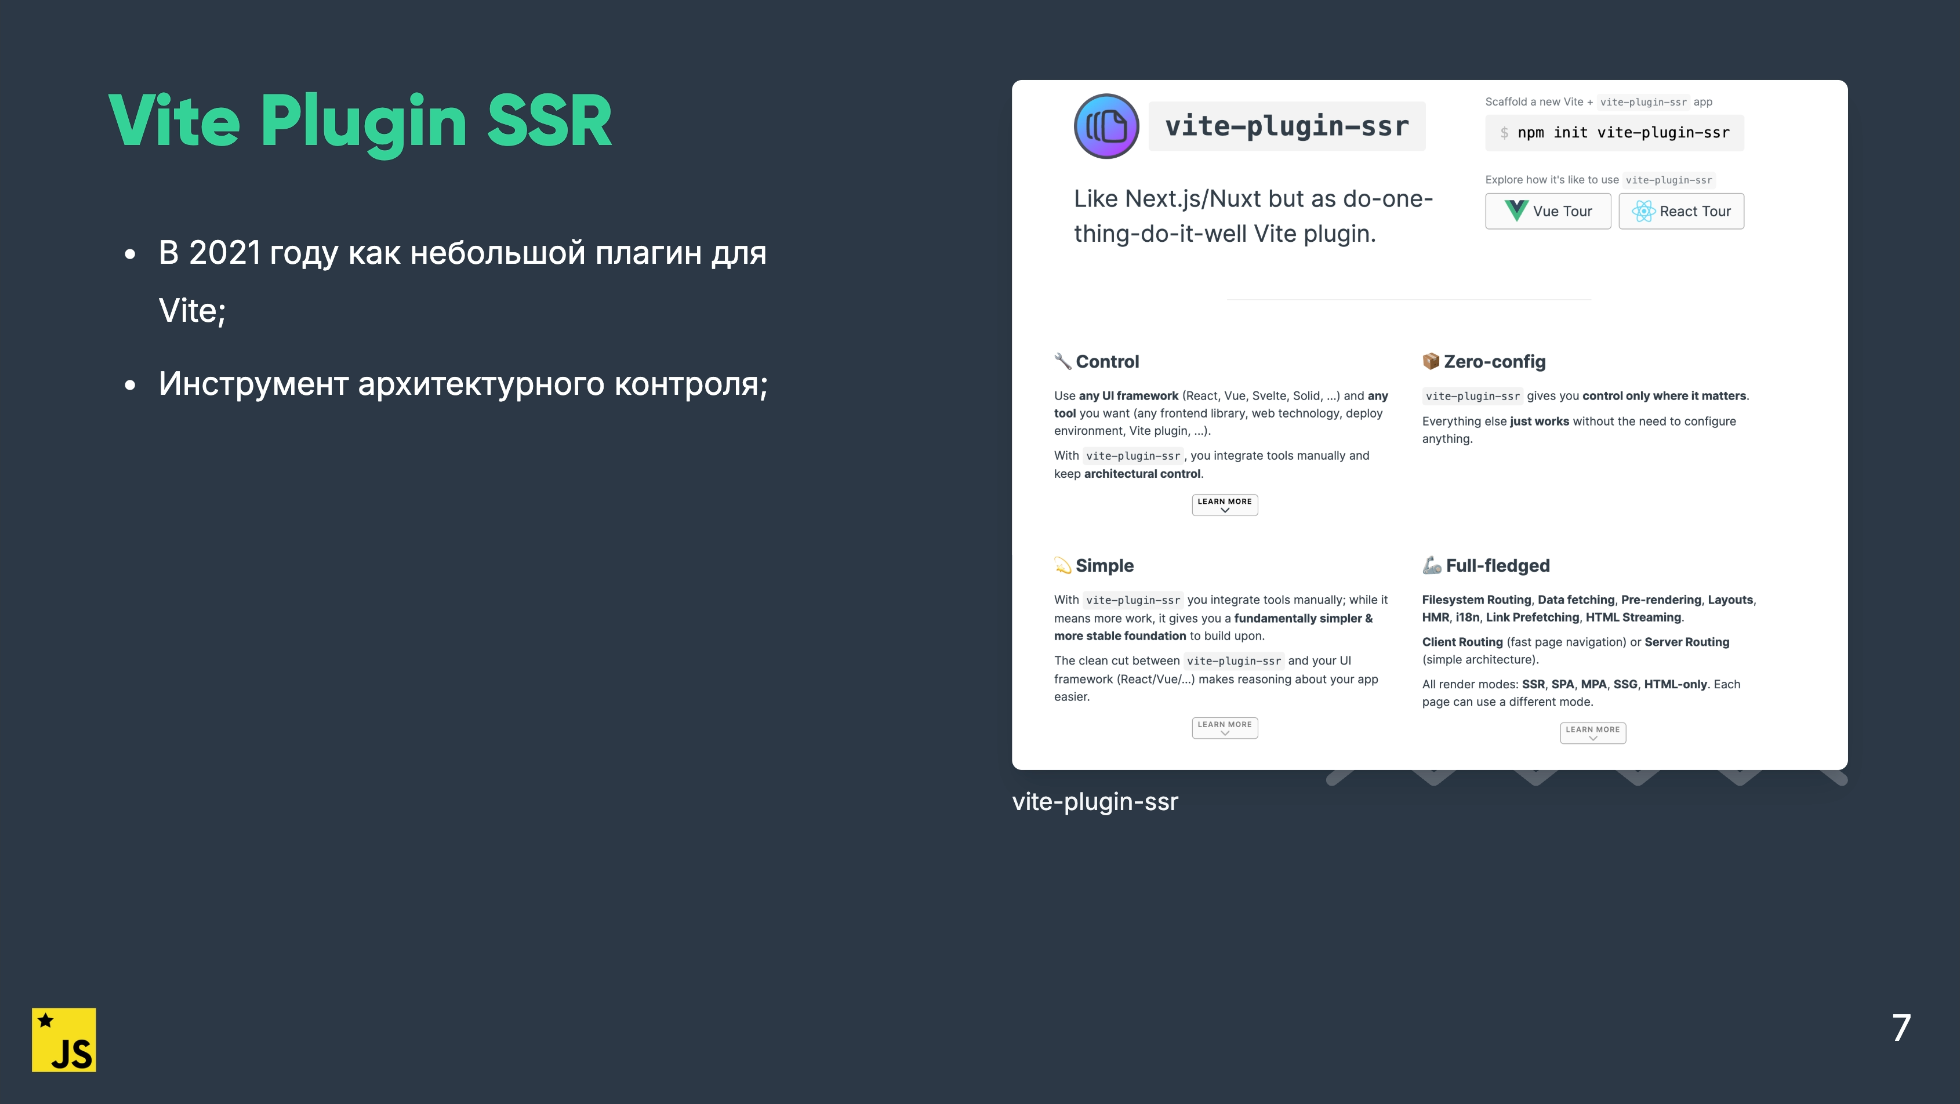 Vite Plugin SSR
• В 2021 году как небольшой плагин для
Vite;
• Инструмент архитектурного контроля;
vite-plugin-ssr
Like Next.js/Nuxt but as do-one-
thing-do-it-well Vite plugin.
Scaffold a new Vite + vite-plugin-ssr app
$ npm init vite-plugin-ssr
Explore how it's like to use vite-plugin-ssr
Vue Tour
React Tour
Control
Use any UI framework (React, Vue, Svelte, Solid, ...) and any
tool you want (any frontend library, web technology, deploy
environment, Vite plugin, ...).
With vite-plugin-ssr, you integrate tools manually and
keep architectural control.
LEARN MORE
Zero-config
vite-plugin-ssr gives you control only where it matters.
Everything else just works without the need to configure
anything.
Simple
With vite-plugin-ssr you integrate tools manually; while it
means more work, it gives you a fundamentally simpler &
more stable foundation to build upon.
The clean cut between vite-plugin-ssr and your UI
framework (React/Vue/...) makes reasoning about your app
easier.
LEARN MORE
Full-fledged
Filesystem Routing, Data fetching, Pre-rendering, Layouts,
HMR, i18n, Link Prefetching, HTML Streaming.
Client Routing (fast page navigation) or Server Routing
(simple architecture).
All render modes: SSR, SPA, MPA, SSG, HTML-only. Each
page can use a different mode.
LEARN MORE
vite-plugin-ssr
JS
7